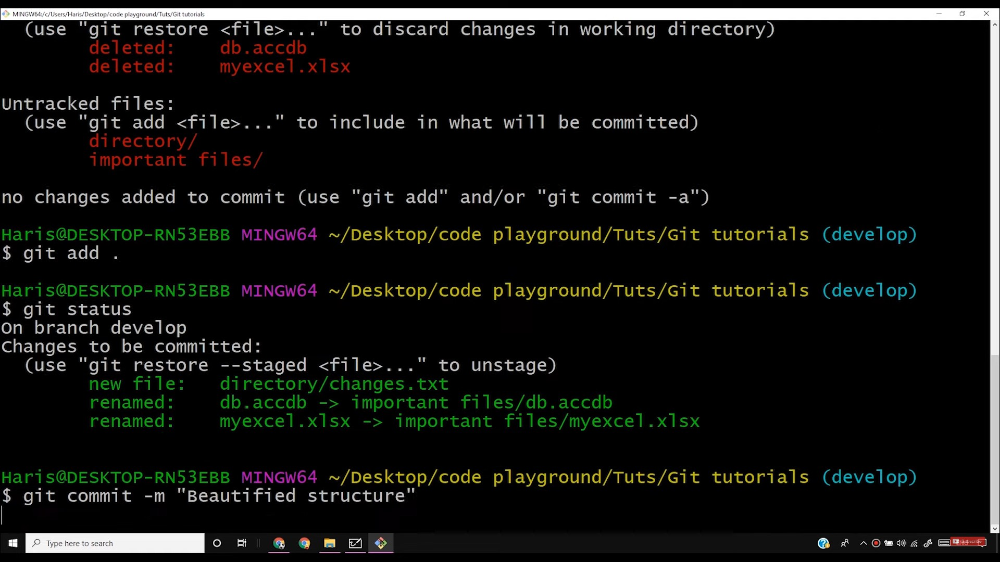 MINGW64:/c/Users/Haris/Desktop/code playground/Tuts/Git tutorials
(use "git restore <file>..." to discard changes in working directory)
deleted: db.accdb
deleted: myexcel.xlsx
Untracked files:
(use "git add <file>..." to include in what will be committed)
directory/
important files/
no changes added to commit (use "git add" and/or "git commit -a")
Haris@DESKTOP-RN53EBB MINGW64 ~/Desktop/code playground/Tuts/Git tutorials (develop)
$ git add .
Haris@DESKTOP-RN53EBB MINGW64 ~/Desktop/code playground/Tuts/Git tutorials (develop)
$ git status
On branch develop
Changes to be committed:
(use "git restore --staged <file>..." to unstage)
new file: directory/changes.txt
renamed: db.accdb -> important files/db.accdb
renamed: myexcel.xlsx -> important files/myexcel.xlsx
Haris@DESKTOP-RN53EBB MINGW64 ~/Desktop/code playground/Tuts/Git tutorials (develop)
$ git commit -m "Beautified structure"
Type here to search
Subscribe